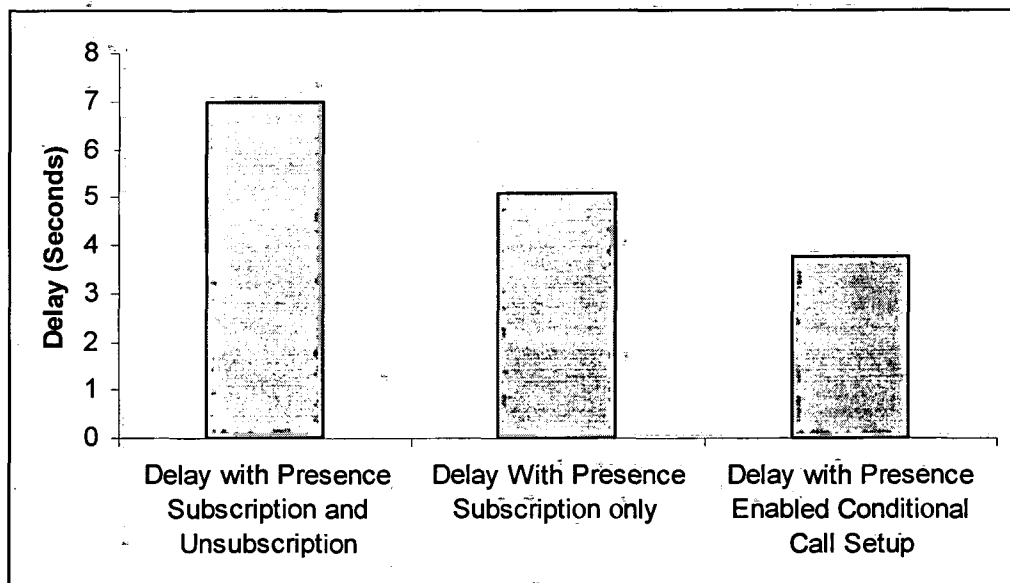 8
7
6
5
4
3
2
1
0
Delay (Seconds)
Delay with Presence
Subscription and
Unsubscription
Delay With Presence
Subscription only
Delay with Presence
Enabled Conditional
Call Setup